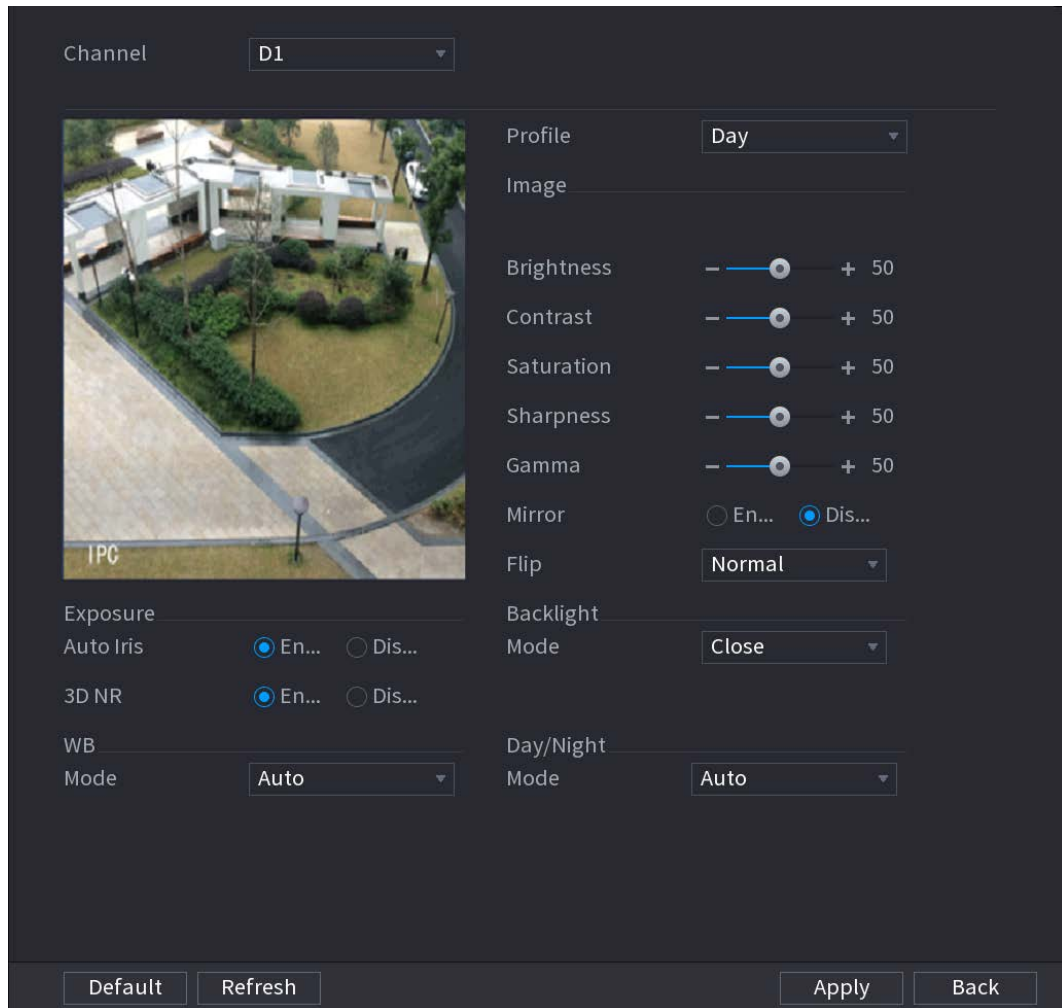 Channel D1
Profile Day
Image
Brightness - + 50
Contrast - + 50
Saturation - + 50
Sharpness - + 50
Gamma - + 50
Mirror En... Dis...
Flip Normal
IPC
Exposure
Auto Iris En... Dis...
3D NR En... Dis...
Backlight
Mode Close
WB
Mode Auto
Day/Night
Mode Auto
Default Refresh Apply Back